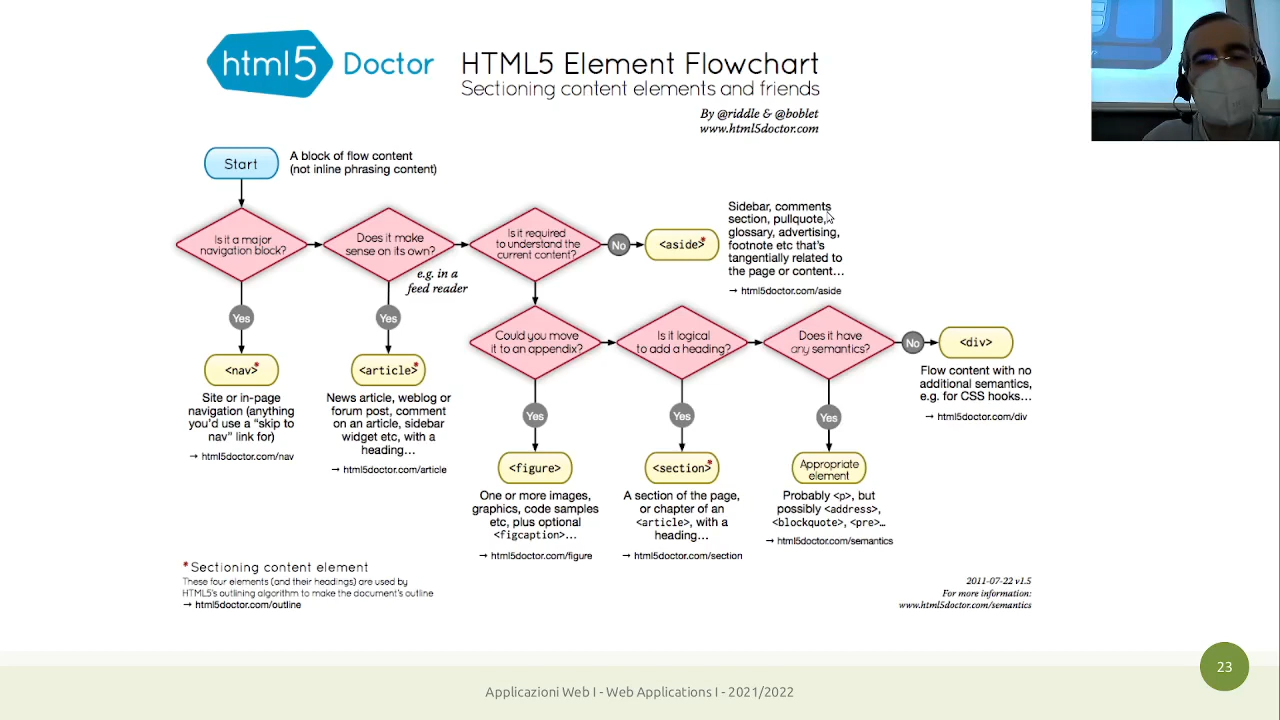 html5 Doctor
HTML5 Element Flowchart
Sectioning content elements and friends
By @riddle & @boblet
www.html5doctor.com
Start
A block of flow content
(not inline phrasing content)
Is it a major
navigation block?
Does it make
sense on its own?
e.g. in a
feed reader
Is it required
to understand the
current content?
No
<aside>*
Sidebar, comments
section, pullquote,
glossary, advertising,
footnote etc that's
tangentially related to
the page or content…
→ html5doctor.com/aside
Yes
<nav>*
Site or in-page
navigation (anything
you'd use a “skip to
nav” link for)
→ html5doctor.com/nav
Yes
<article>*
News article, weblog or
forum post, comment
on an article, sidebar
widget etc, with a
heading…
→ html5doctor.com/article
Could you move
it to an appendix?
Is it logical
to add a heading?
Does it have
any semantics?
No
<div>
Flow content with no
additional semantics,
e.g. for CSS hooks…
→ html5doctor.com/div
Yes
<figure>
One or more images,
graphics, code samples
etc, plus optional
<figcaption>…
→ html5doctor.com/figure
Yes
<section>*
A section of the page,
or chapter of an
<article>, with a
heading…
→ html5doctor.com/section
Yes
Appropriate
element
Probably <p>, but
possibly <address>,
<blockquote>, <pre>…
→ html5doctor.com/semantics
*Sectioning content element
These four elements (and their headings) are used by
HTML5's outlining algorithm to make the document's outline
→ html5doctor.com/outline
2011-07-22 v1.5
For more information:
www.html5doctor.com/semantics
23
Applicazioni Web I - Web Applications I - 2021/2022